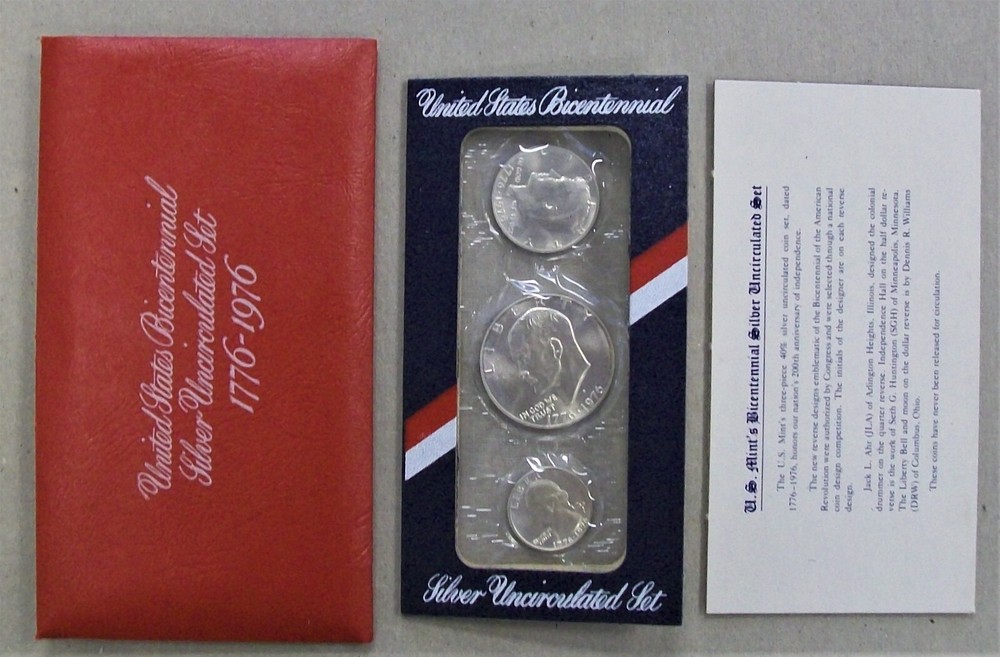 United States Bicentennial
Silver Uncirculated Set
1776-1976
United States Bicentennial
LIBERTY
IN GOD WE
TRUST
1776-1976
Silver Uncirculated Set
U.S. Mint's Bicentennial Silver Uncirculated Set
The U. S. Mint's three-piece 40% silver uncirculated coin set, dated
1776-1976, honors our nation's 200th anniversary of independence.
The new reverse designs emblematic of the Bicentennial of the American
Revolution were authorized by Congress and were selected through a national
coin design competition. The initials of the designer are on each reverse
design.
Jack L. Ahr (JLA) of Arlington Heights, Illinois, designed the colonial
drummer on the quarter reverse. Independence Hall on the half dollar re-
verse is the work of Seth G. Huntington (SGH) of Minneapolis, Minnesota.
The Liberty Bell and moon on the dollar reverse is by Dennis R. Williams
(DRW) of Columbus, Ohio.
These coins have never been released for circulation.